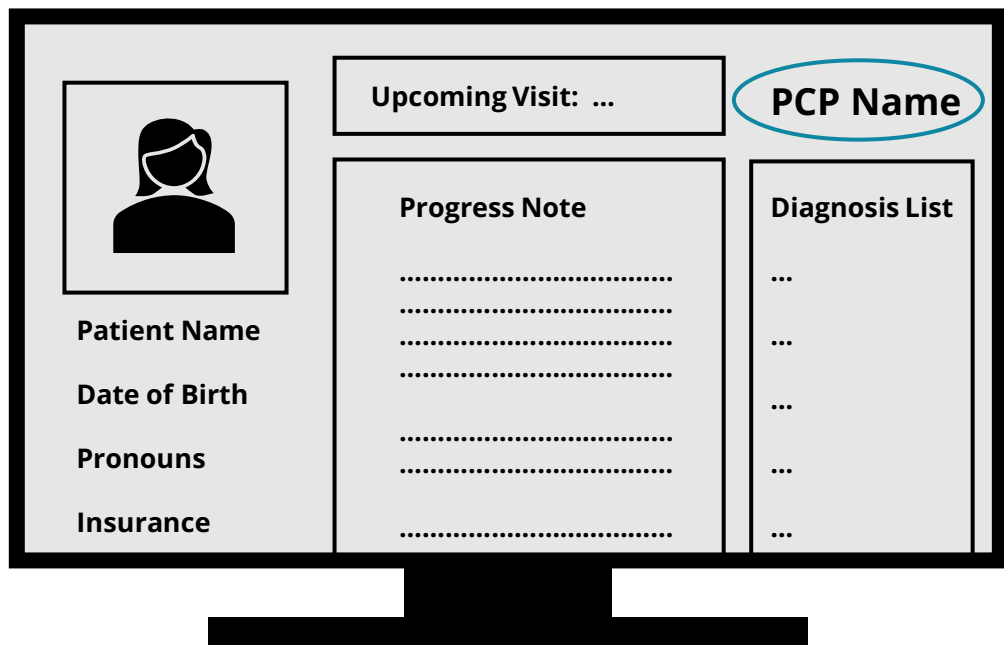 Upcoming Visit: ...
PCP Name
Patient Name
Date of Birth
Pronouns
Insurance
Progress Note
....................................
....................................
....................................
....................................
....................................
....................................
....................................
Diagnosis List
...
...
...
...
...